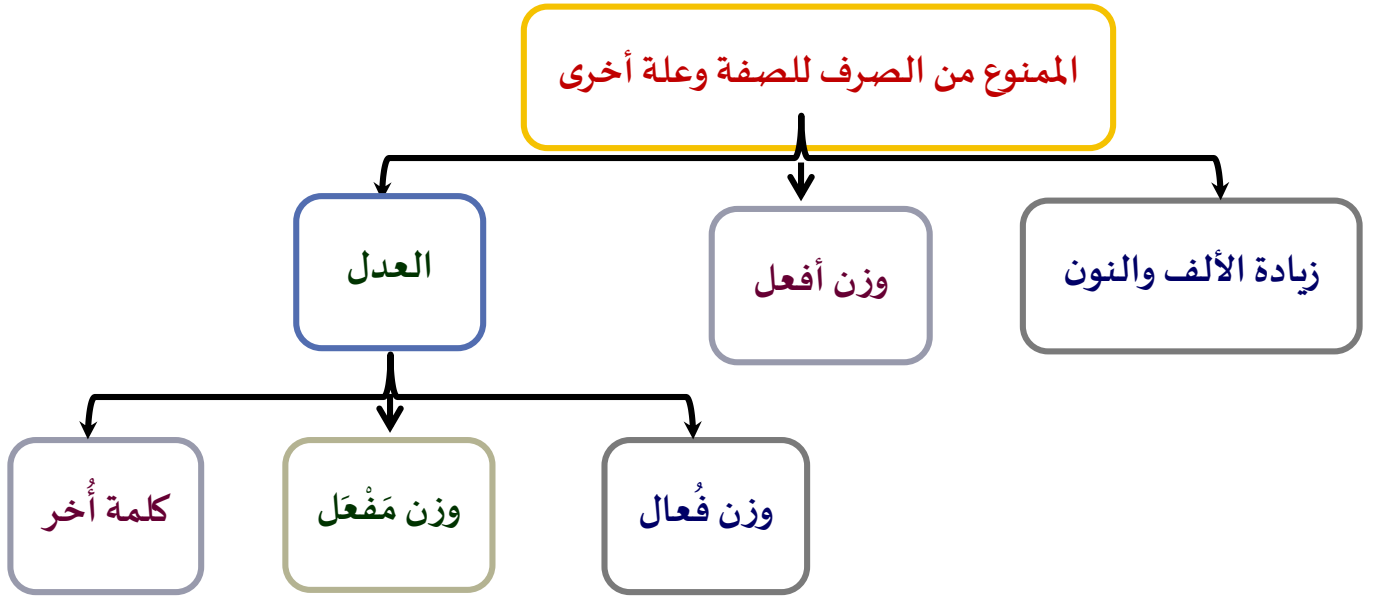 الممنوع من الصرف للصفة وعلة أخرى
زيادة الألف والنون
وزن أفعل
العدل
وزن فُعال
وزن مَفْعَل
كلمة أُخر